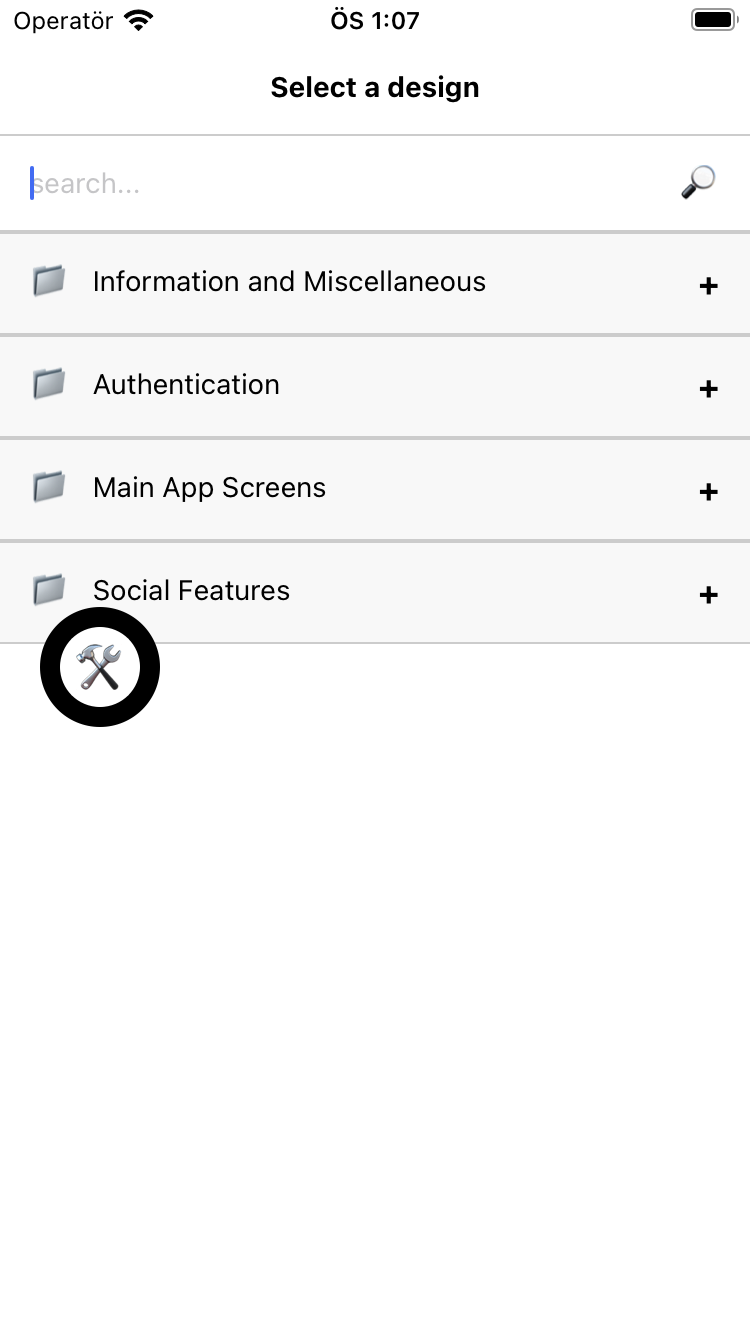 Operatör ÖS 1:07
Select a design
search...
Information and Miscellaneous +
Authentication +
Main App Screens +
Social Features +